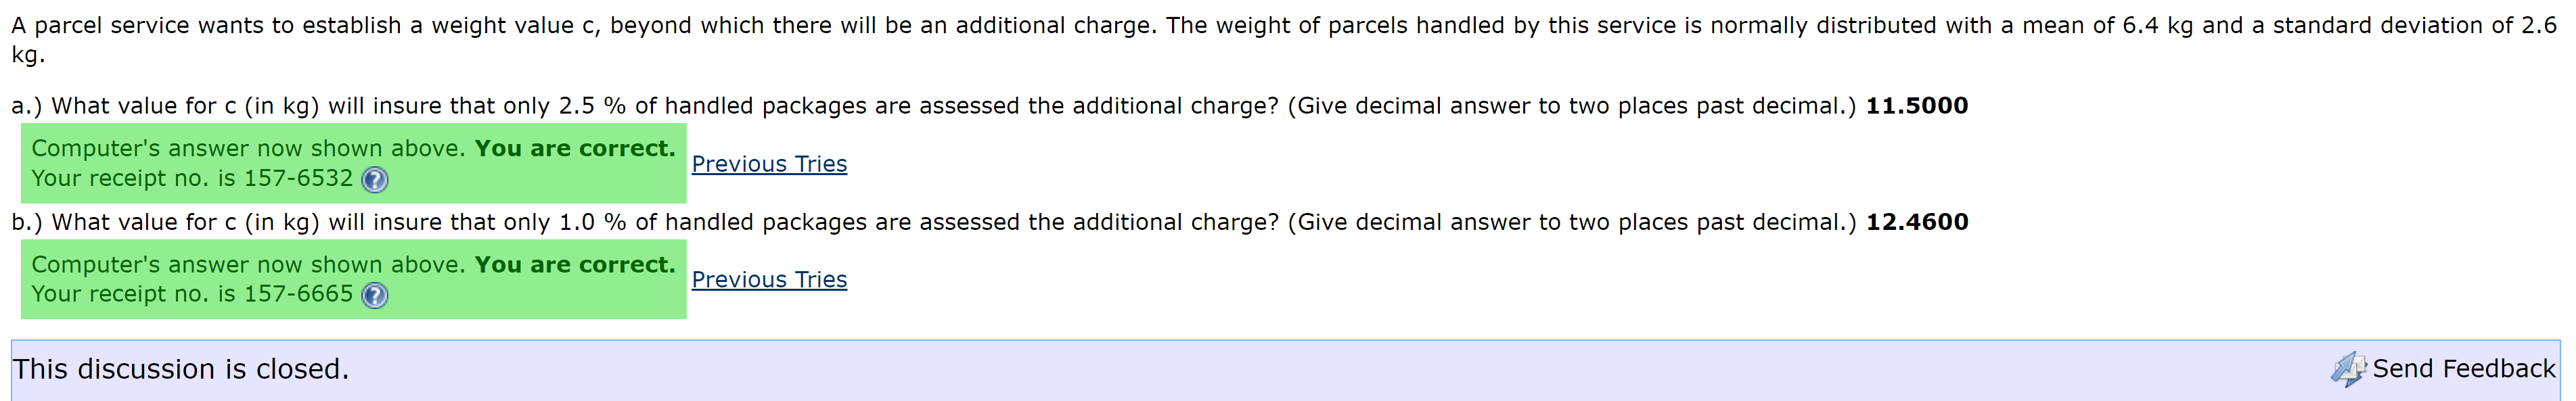 A parcel service wants to establish a weight value c, beyond which there will be an additional charge. The weight of parcels handled by this service is normally distributed with a mean of 6.4 kg and a standard deviation of 2.6
kg.
a.) What value for c (in kg) will insure that only 2.5 % of handled packages are assessed the additional charge? (Give decimal answer to two places past decimal.) 11.5000
Computer's answer now shown above. You are correct.
Your receipt no. is 157-6532 ?
Previous Tries
b.) What value for c (in kg) will insure that only 1.0 % of handled packages are assessed the additional charge? (Give decimal answer to two places past decimal.) 12.4600
Computer's answer now shown above. You are correct.
Your receipt no. is 157-6665 ?
Previous Tries
This discussion is closed.
Send Feedback